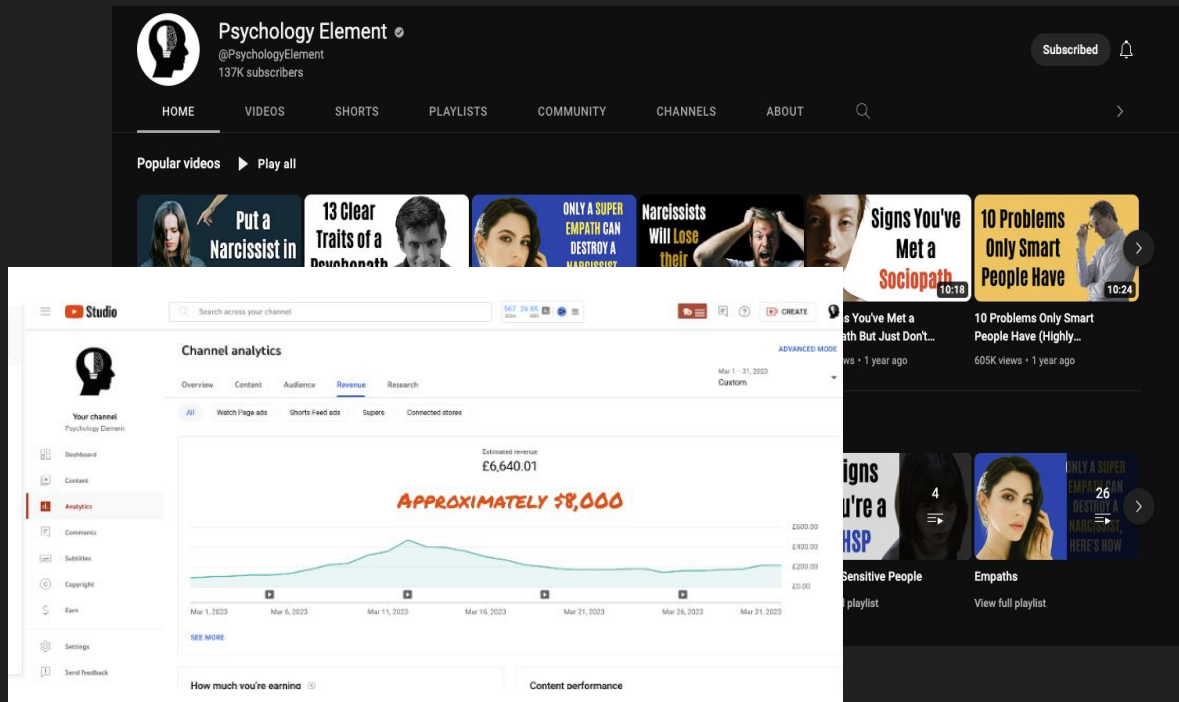 Psychology Element
@PsychologyElement
137K subscribers
Subscribed
HOME VIDEOS SHORTS PLAYLISTS COMMUNITY CHANNELS ABOUT
Popular videos Play all
Put a
Narcissist in
13 Clear
Traits of a
Psychopath
ONLY A SUPER
EMPATH CAN
DESTROY A
NARCISSIST
Narcissists
Will Lose
their
Signs You've
Met a
Sociopath
10:18
10 Problems
Only Smart
People Have
10:24
s You've Met a
ath But Just Don't...
ws • 1 year ago
10 Problems Only Smart
People Have (Highly...
605K views • 1 year ago
Studio
Search across your channel
CREATE
Your channel
Psychology Element
Dashboard
Content
Analytics
Comments
Subtitles
Copyright
Earn
Settings
Send feedback
Channel analytics
ADVANCED MODE
Overview Content Audience Revenue Research
Mar 1 - 31, 2023
Custom
All Watch Page ads Shorts Feed ads Supers Connected stores
Estimated revenue
£6,640.01
APPROXIMATELY $8,000
£600.00
£400.00
£200.00
£0.00
Mar 1, 2023 Mar 6, 2023 Mar 11, 2023 Mar 16, 2023 Mar 21, 2023 Mar 26, 2023 Mar 31, 2023
SEE MORE
How much you're earning Content performance
igns
u're a
HSP
4
Sensitive People
playlist
ONLY A SUPER
EMPATH CAN
DESTROY A
NARCISSIST,
HERE'S HOW
26
Empaths
View full playlist